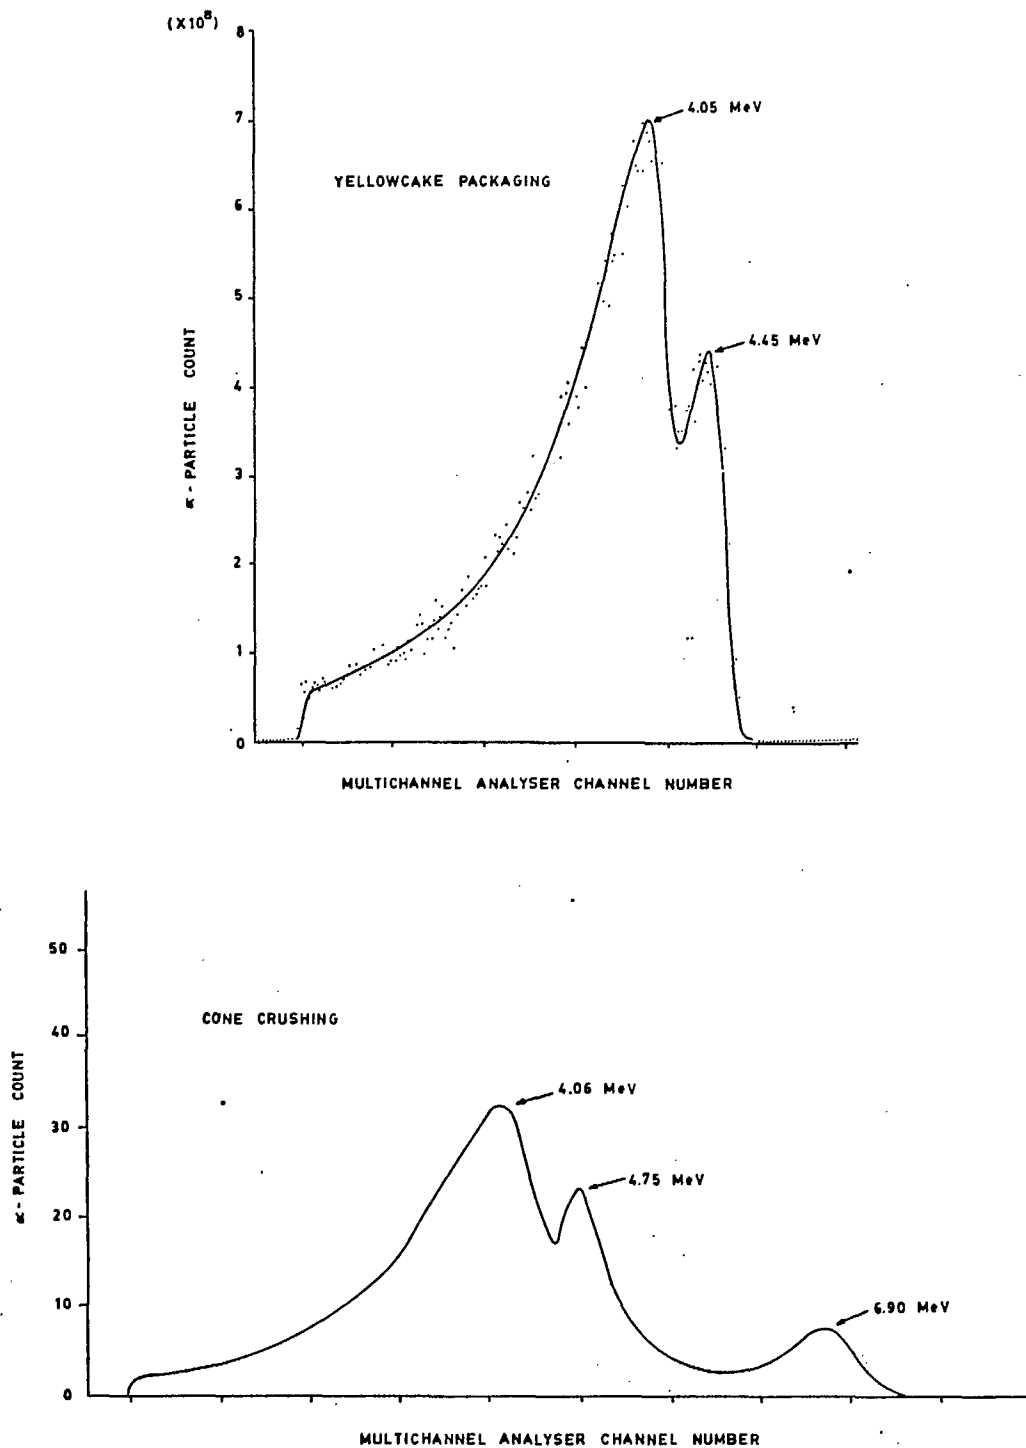 (X10⁸)
8
7
6
5
4
3
2
1
0
4.05 MeV
YELLOWCAKE PACKAGING
4.45 MeV
α - PARTICLE COUNT
MULTICHANNEL ANALYSER CHANNEL NUMBER
50
40
30
20
10
0
CONE CRUSHING
4.06 MeV
4.75 MeV
6.90 MeV
α - PARTICLE COUNT
MULTICHANNEL ANALYSER CHANNEL NUMBER